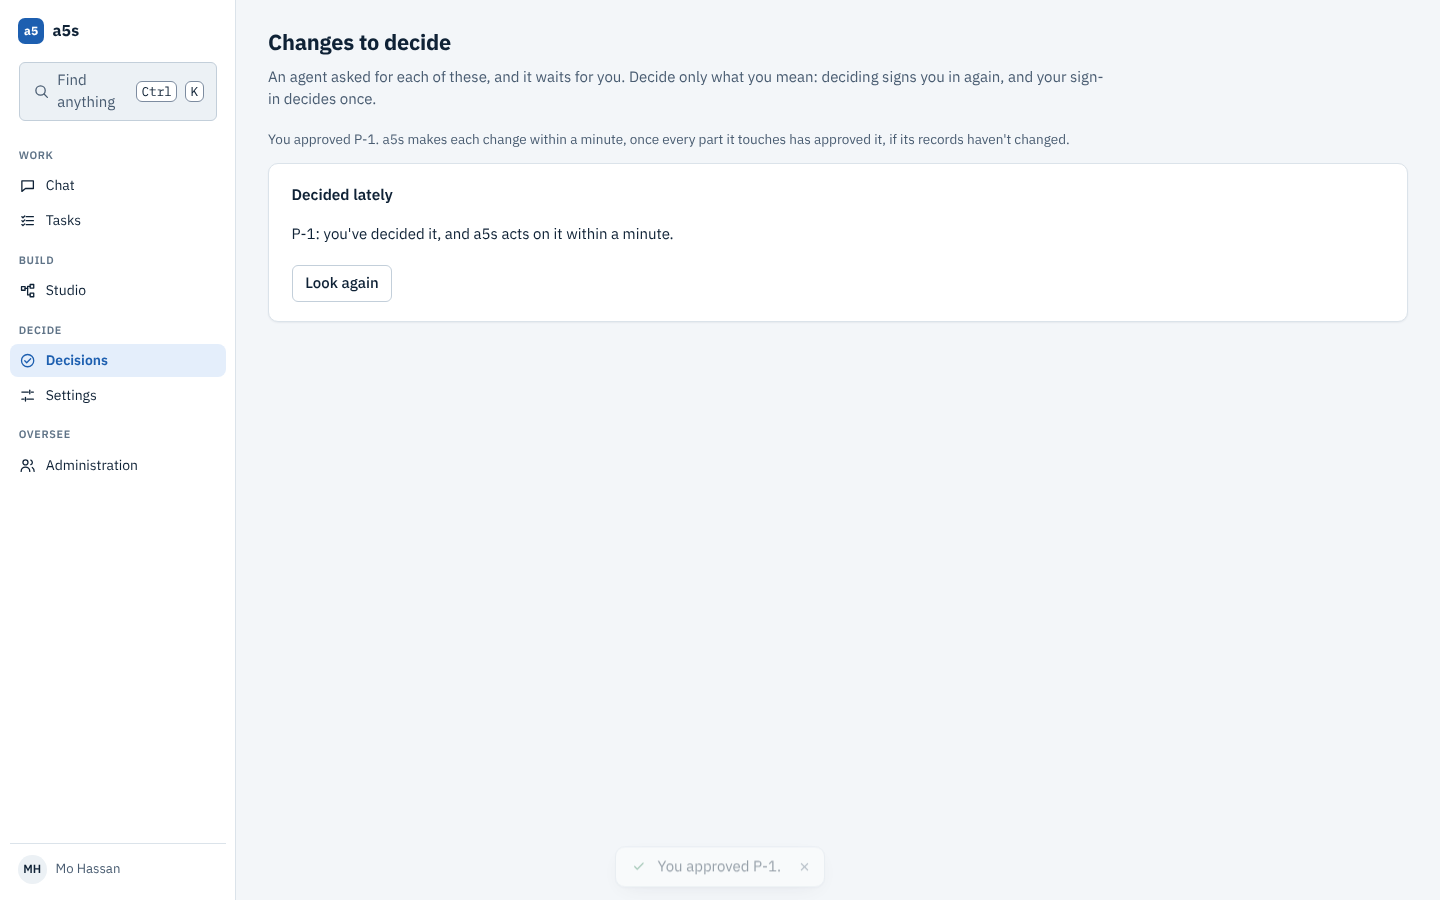 a5 a5s
Find
anything
Ctrl K
WORK
Chat
Tasks
BUILD
Studio
DECIDE
Decisions
Settings
OVERSEE
Administration
MH Mo Hassan
Changes to decide
An agent asked for each of these, and it waits for you. Decide only what you mean: deciding signs you in again, and your sign-
in decides once.
You approved P-1. a5s makes each change within a minute, once every part it touches has approved it, if its records haven't changed.
Decided lately
P-1: you've decided it, and a5s acts on it within a minute.
Look again
You approved P-1.